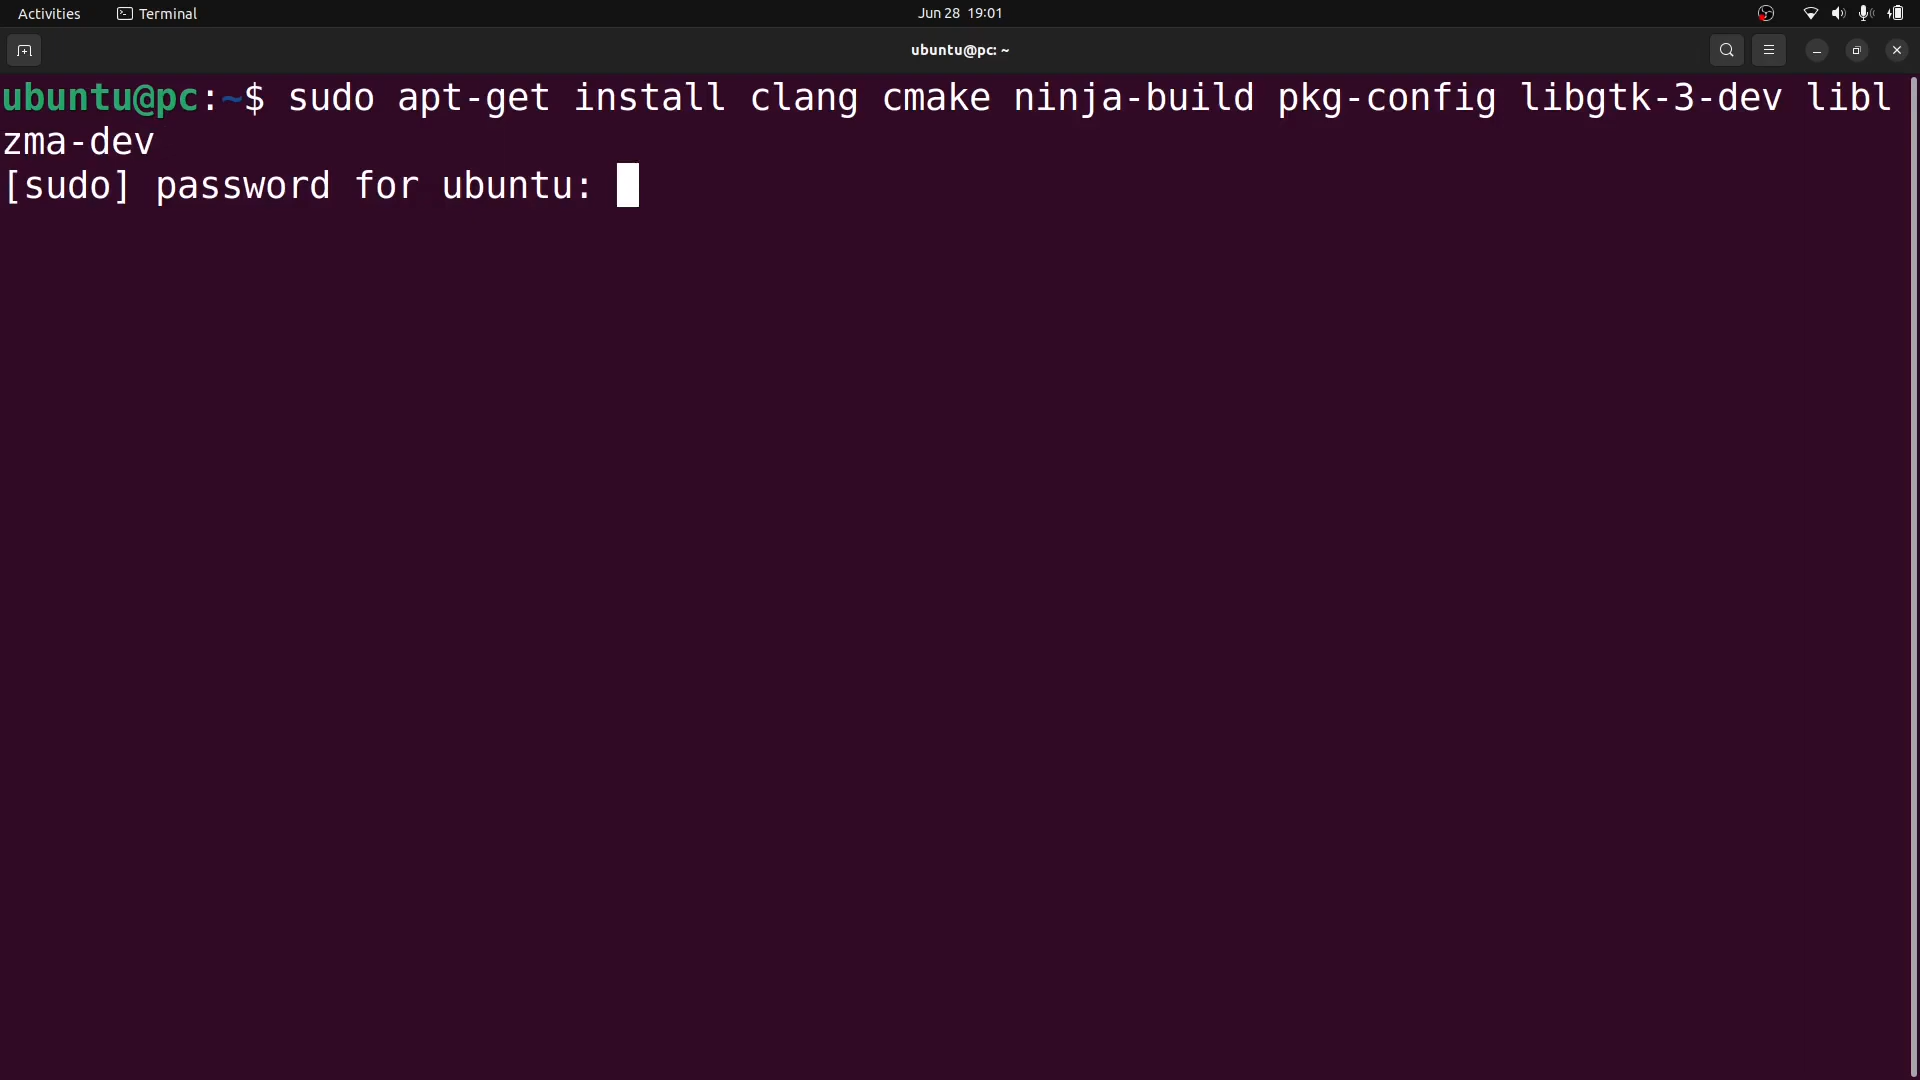 Activities Terminal Jun 28 19:01
ubuntu@pc: ~
ubuntu@pc:~$ sudo apt-get install clang cmake ninja-build pkg-config libgtk-3-dev libl
zma-dev
[sudo] password for ubuntu: